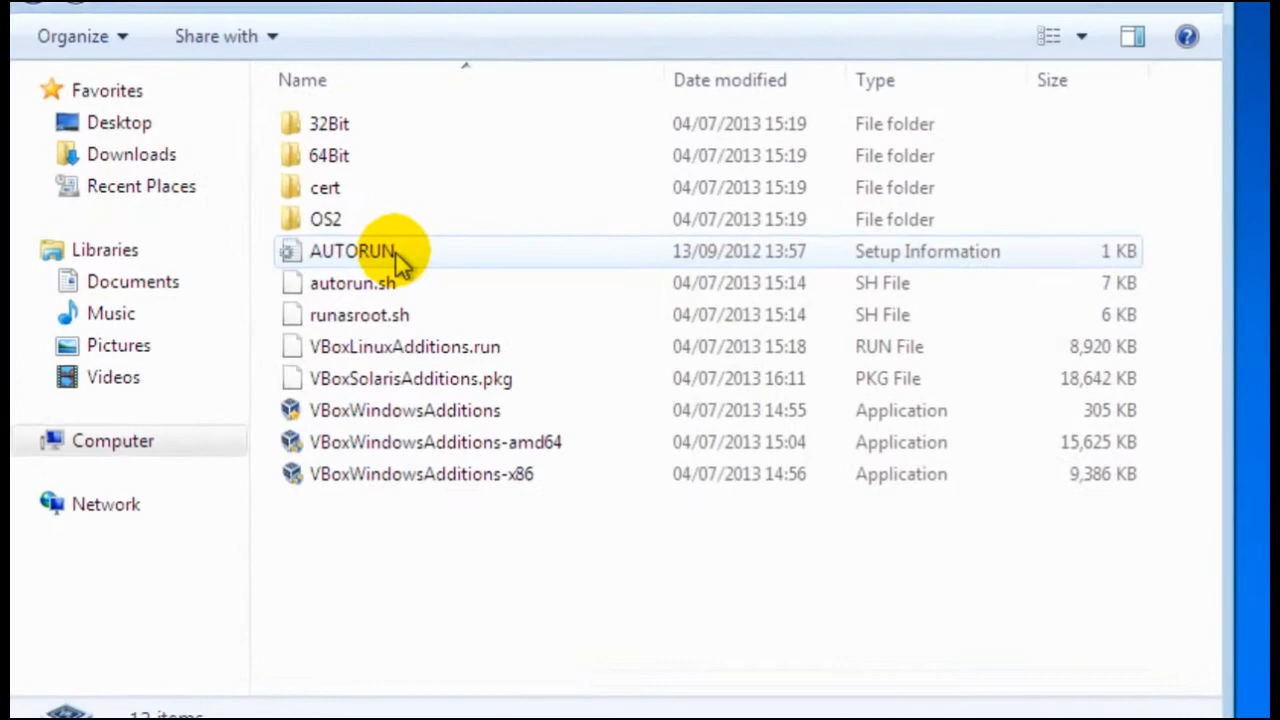 Organize Share with
Name Date modified Type Size
Favorites
Desktop
Downloads
Recent Places
Libraries
Documents
Music
Pictures
Videos
Computer
Network
32Bit 04/07/2013 15:19 File folder
64Bit 04/07/2013 15:19 File folder
cert 04/07/2013 15:19 File folder
OS2 04/07/2013 15:19 File folder
AUTORUN 13/09/2012 13:57 Setup Information 1 KB
autorun.sh 04/07/2013 15:14 SH File 7 KB
runasroot.sh 04/07/2013 15:14 SH File 6 KB
VBoxLinuxAdditions.run 04/07/2013 15:18 RUN File 8,920 KB
VBoxSolarisAdditions.pkg 04/07/2013 16:11 PKG File 18,642 KB
VBoxWindowsAdditions 04/07/2013 14:55 Application 305 KB
VBoxWindowsAdditions-amd64 04/07/2013 15:04 Application 15,625 KB
VBoxWindowsAdditions-x86 04/07/2013 14:56 Application 9,386 KB
items